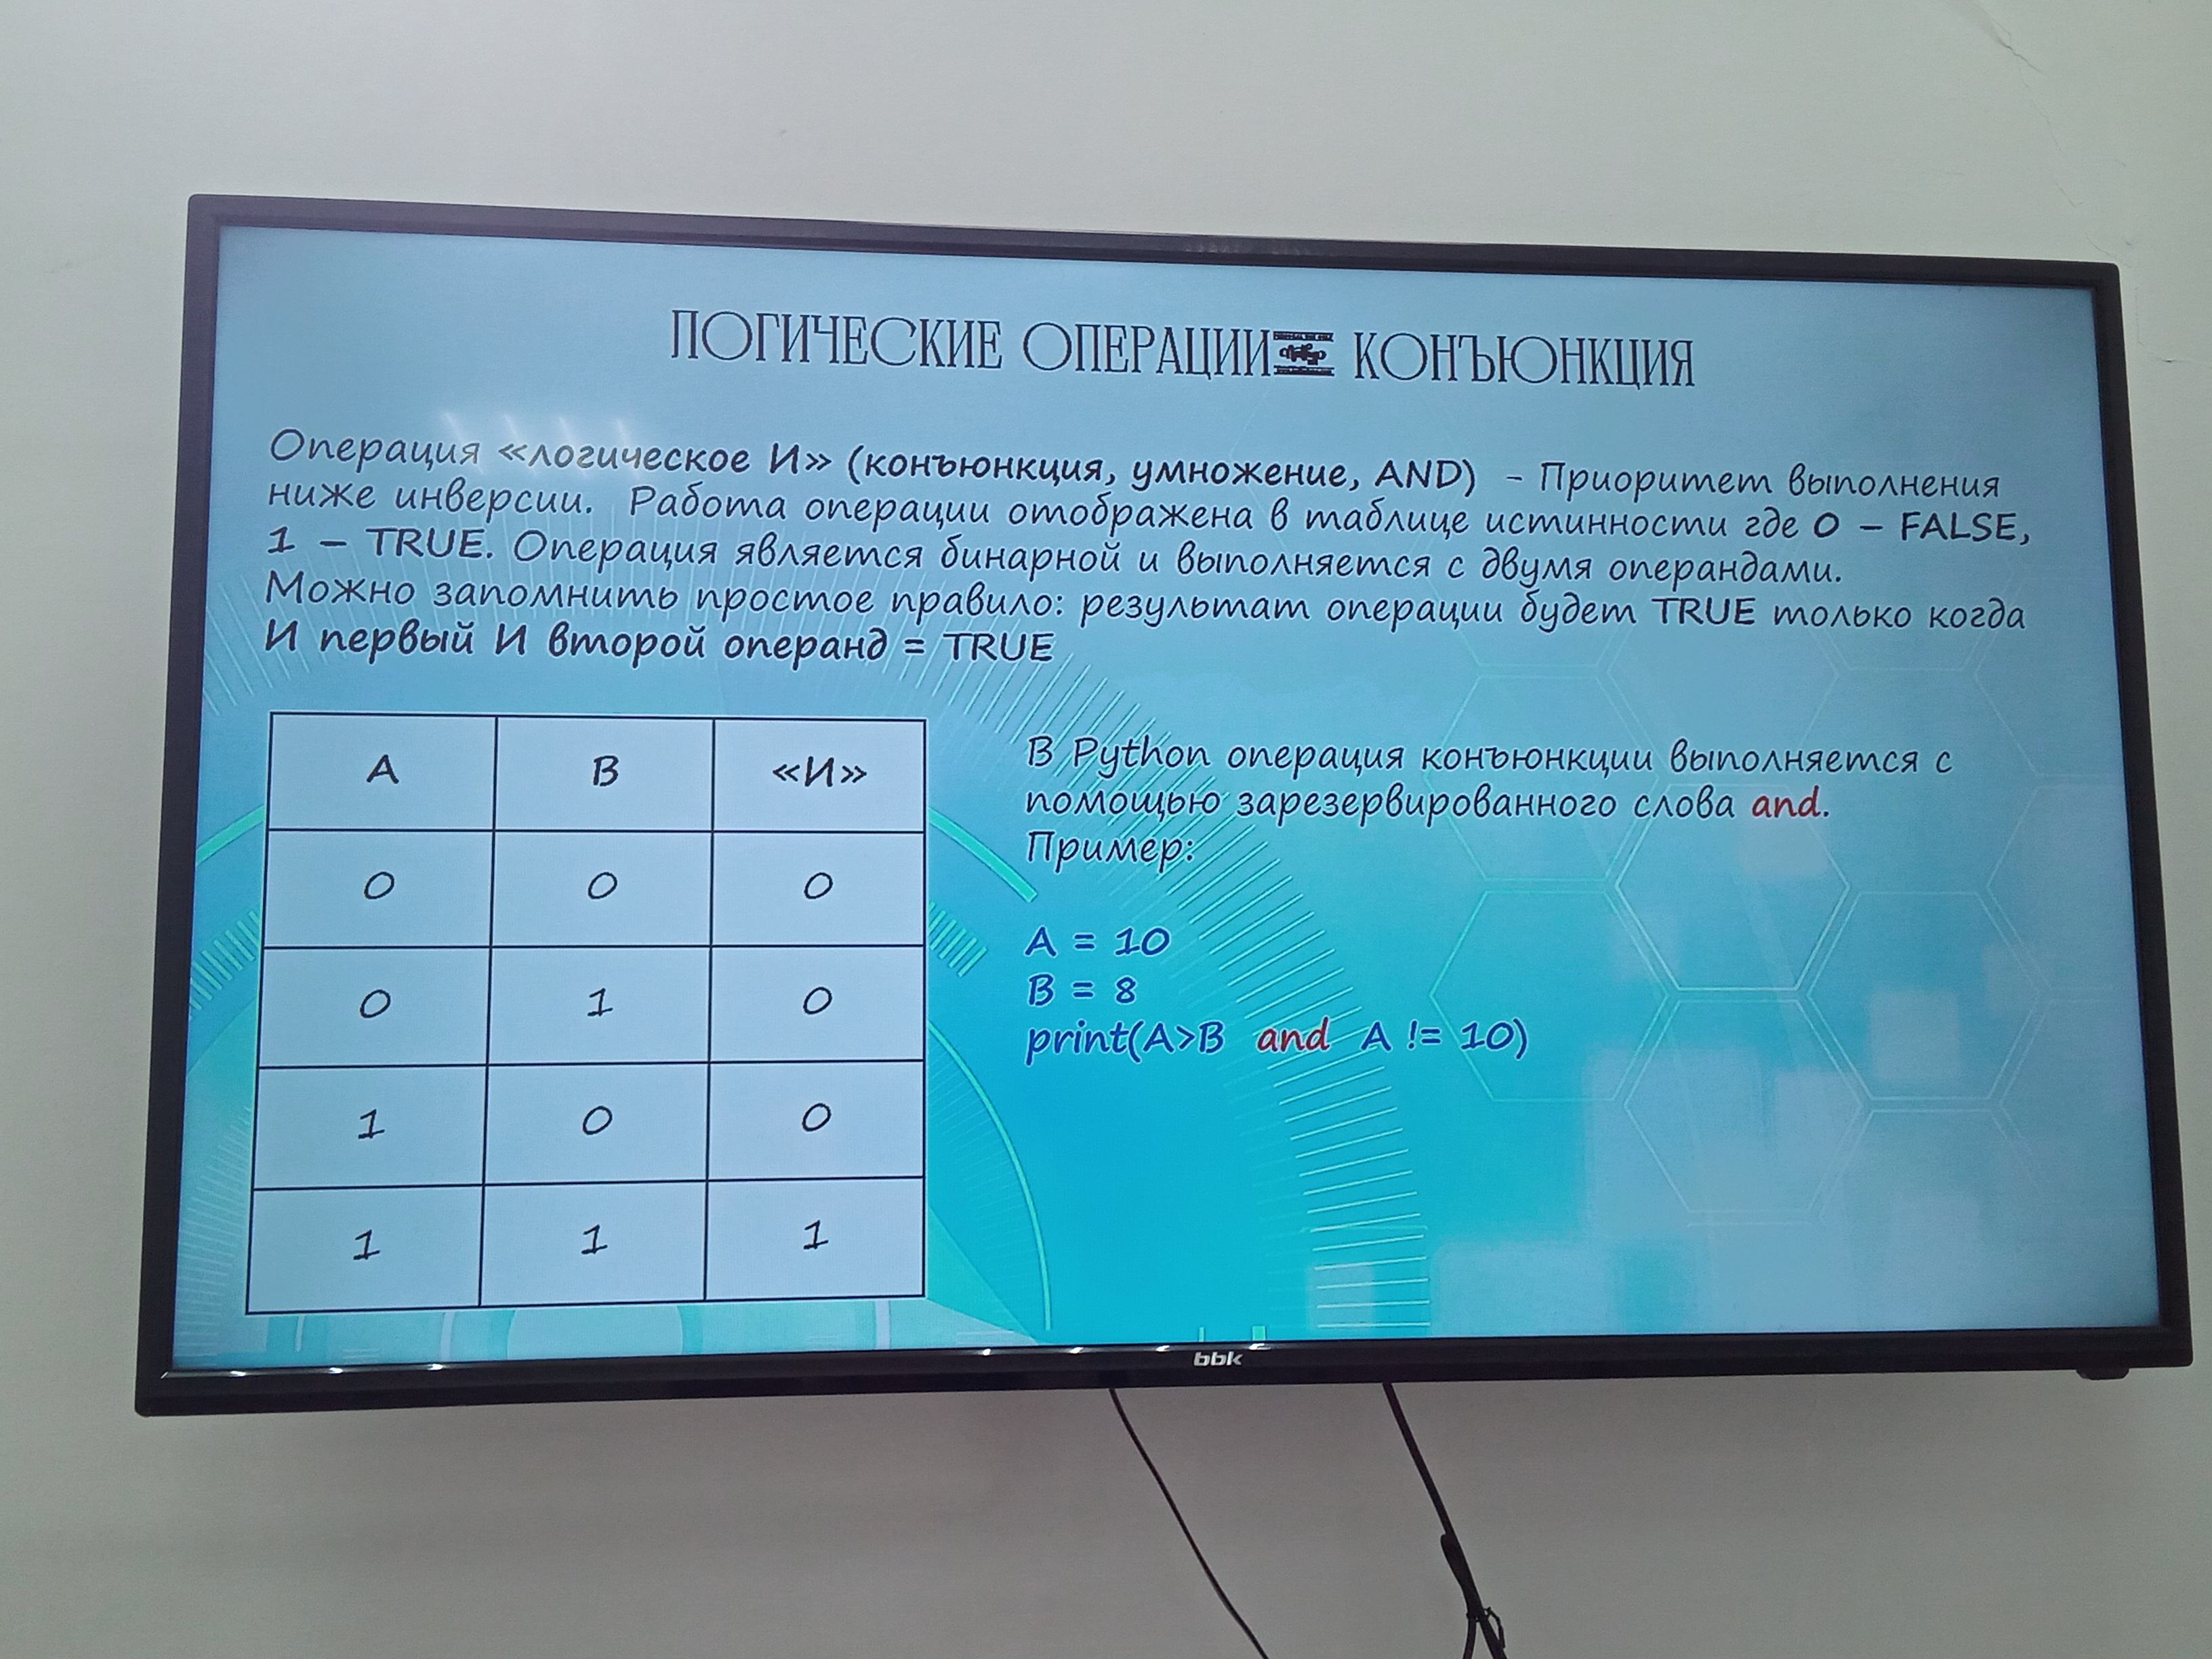 ЛОГИЧЕСКИЕ ОПЕРАЦИИ КОНЪЮНКЦИЯ
Операция «логическое И» (конъюнкция, умножение, AND) – Приоритет выполнения
ниже инверсии. Работа операции отображена в таблице истинности где 0 – FALSE,
1 – TRUE. Операция является бинарной и выполняется с двумя операндами.
Можно запомнить простое правило: результат операции будет TRUE только когда
И первый И второй операнд = TRUE
A B «И»
0 0 0
0 1 0
1 0 0
1 1 1
В Python операция конъюнкции выполняется с
помощью зарезервированного слова and.
Пример:
A = 10
B = 8
print(A>B and A != 10)
bbk